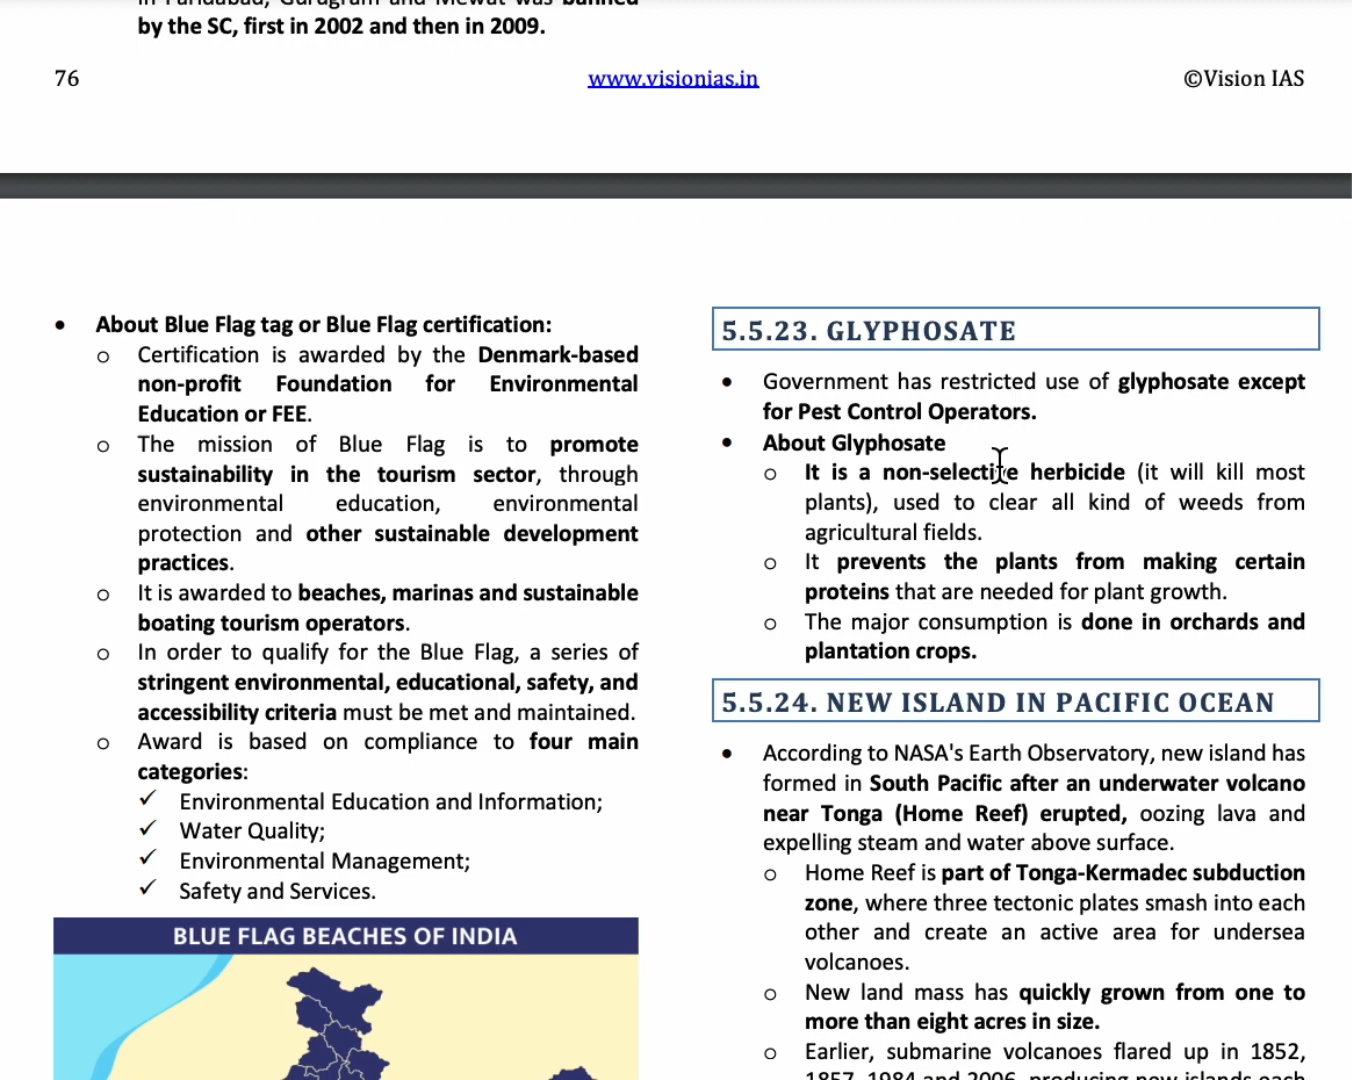 by the SC, first in 2002 and then in 2009.
76
www.visionias.in
©Vision IAS
• About Blue Flag tag or Blue Flag certification:
o Certification is awarded by the Denmark-based
non-profit Foundation for Environmental
Education or FEE.
o The mission of Blue Flag is to promote
sustainability in the tourism sector, through
environmental education, environmental
protection and other sustainable development
practices.
o It is awarded to beaches, marinas and sustainable
boating tourism operators.
o In order to qualify for the Blue Flag, a series of
stringent environmental, educational, safety, and
accessibility criteria must be met and maintained.
o Award is based on compliance to four main
categories:
✓ Environmental Education and Information;
✓ Water Quality;
✓ Environmental Management;
✓ Safety and Services.
BLUE FLAG BEACHES OF INDIA
5.5.23. GLYPHOSATE
• Government has restricted use of glyphosate except
for Pest Control Operators.
• About Glyphosate
o It is a non-selective herbicide (it will kill most
plants), used to clear all kind of weeds from
agricultural fields.
o It prevents the plants from making certain
proteins that are needed for plant growth.
o The major consumption is done in orchards and
plantation crops.
5.5.24. NEW ISLAND IN PACIFIC OCEAN
• According to NASA's Earth Observatory, new island has
formed in South Pacific after an underwater volcano
near Tonga (Home Reef) erupted, oozing lava and
expelling steam and water above surface.
o Home Reef is part of Tonga-Kermadec subduction
zone, where three tectonic plates smash into each
other and create an active area for undersea
volcanoes.
o New land mass has quickly grown from one to
more than eight acres in size.
o Earlier, submarine volcanoes flared up in 1852,
1857, 1984 and 2006, producing new islands each